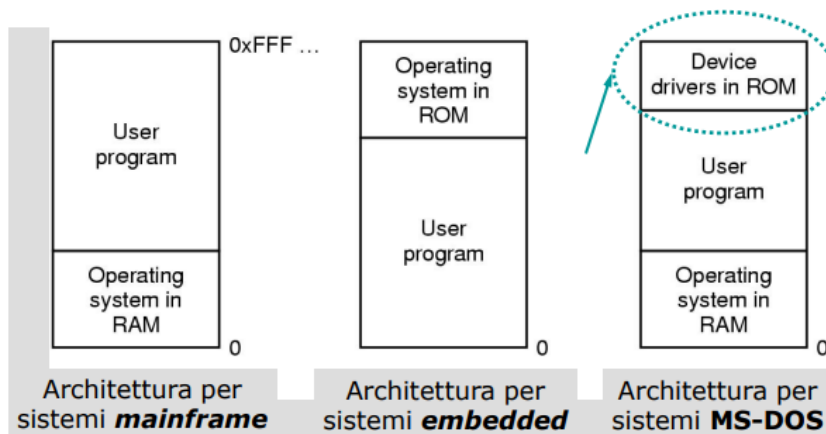 0xFFF ...
User
program
Operating
system in
RAM
0
Architettura per
sistemi mainframe
Operating
system in
ROM
User
program
0
Architettura per
sistemi embedded
Device
drivers in ROM
User
program
Operating
system in
RAM
0
Architettura per
sistemi MS-DOS